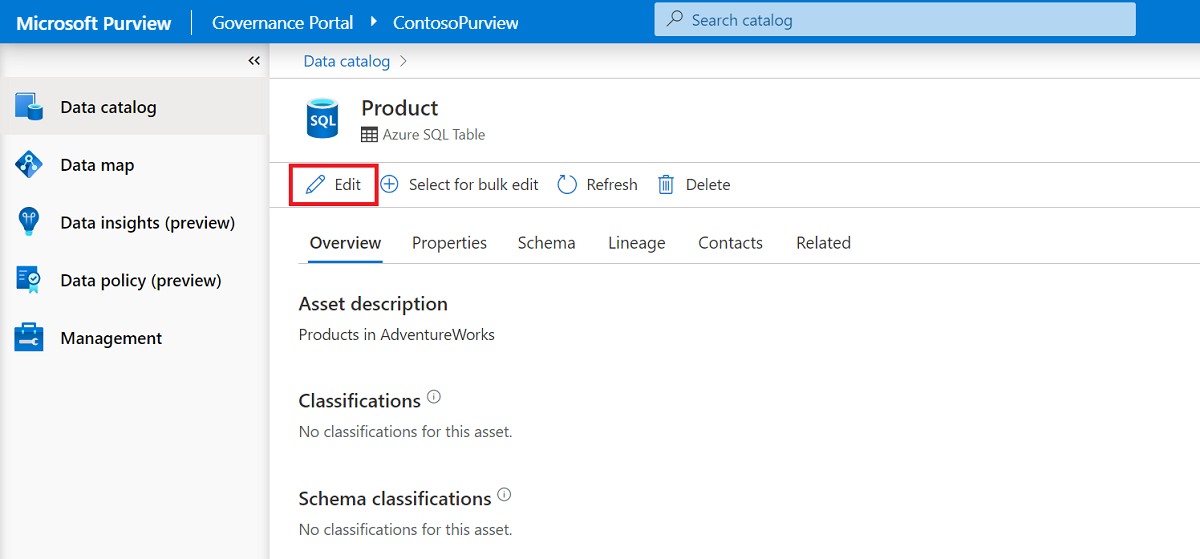 Microsoft Purview Governance Portal ContosoPurview Search catalog
Data catalog
Data map
Data insights (preview)
Data policy (preview)
Management
Data catalog
SQL
Product
Azure SQL Table
Edit Select for bulk edit Refresh Delete
Overview Properties Schema Lineage Contacts Related
Asset description
Products in AdventureWorks
Classifications
No classifications for this asset.
Schema classifications
No classifications for this asset.